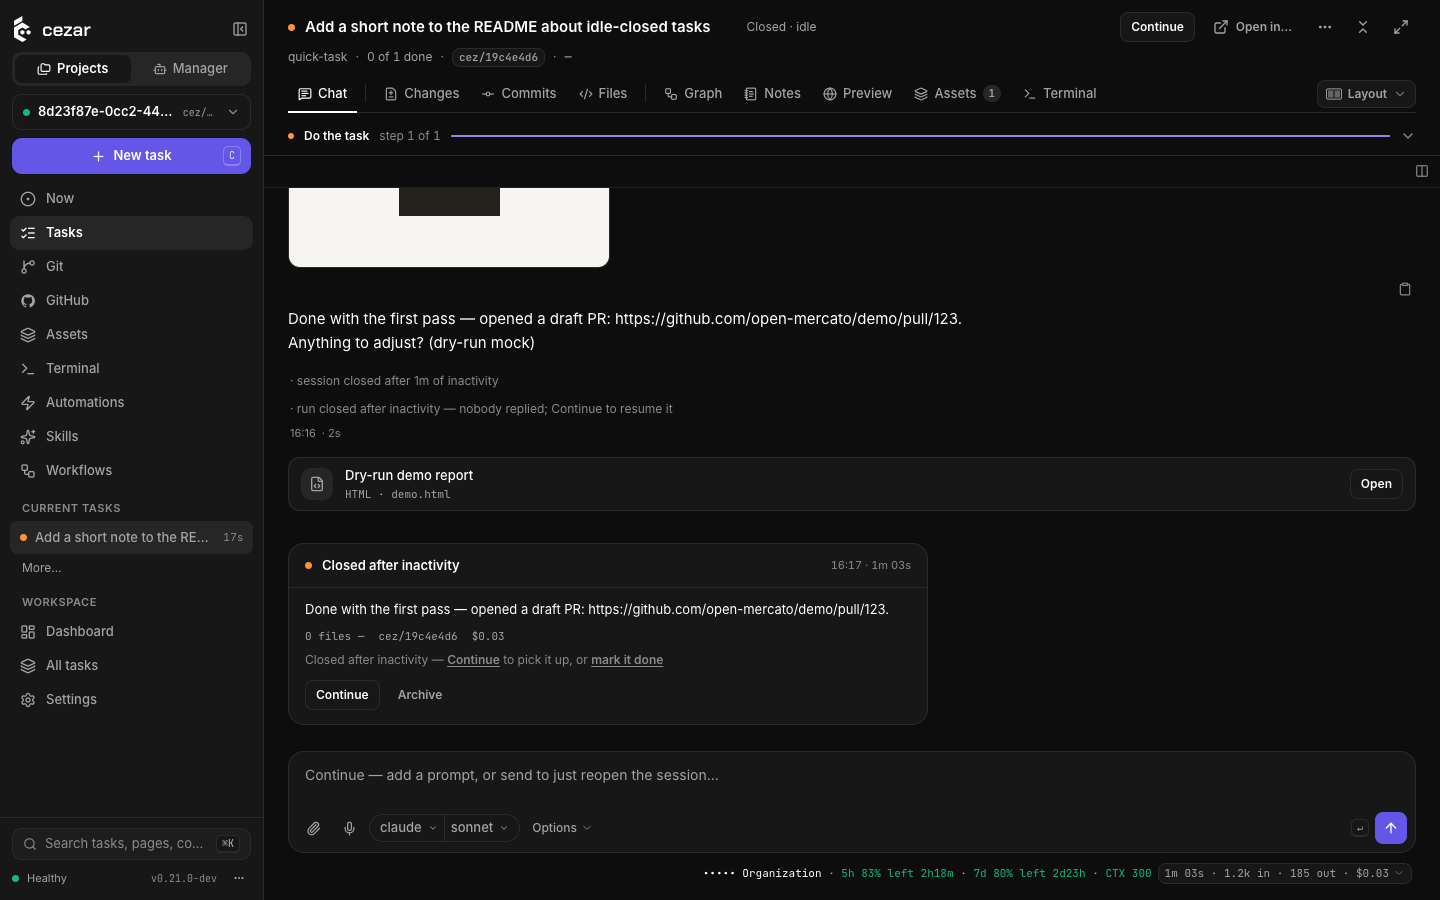 cezar
Projects
Manager
8d23f87e-0cc2-44... cez/...
New task C
Now
Tasks
Git
GitHub
Assets
Terminal
Automations
Skills
Workflows
CURRENT TASKS
Add a short note to the RE... 17s
More...
WORKSPACE
Dashboard
All tasks
Settings
Search tasks, pages, co... ⌘K
Healthy v0.21.0-dev ···
Add a short note to the README about idle-closed tasks Closed · idle Continue Open in... ···
quick-task · 0 of 1 done · cez/19c4e4d6 · —
Chat Changes Commits Files Graph Notes Preview Assets 1 Terminal Layout
Do the task step 1 of 1
Done with the first pass — opened a draft PR: https://github.com/open-mercato/demo/pull/123.
Anything to adjust? (dry-run mock)
· session closed after 1m of inactivity
· run closed after inactivity — nobody replied; Continue to resume it
16:16 · 2s
Dry-run demo report
HTML · demo.html
Open
Closed after inactivity 16:17 · 1m 03s
Done with the first pass — opened a draft PR: https://github.com/open-mercato/demo/pull/123.
0 files — cez/19c4e4d6 $0.03
Closed after inactivity — Continue to pick it up, or mark it done
Continue Archive
Continue — add a prompt, or send to just reopen the session...
claude sonnet Options ↵
••••• Organization · 5h 83% left 2h18m · 7d 80% left 2d23h · CTX 300 1m 03s · 1.2k in · 185 out · $0.03